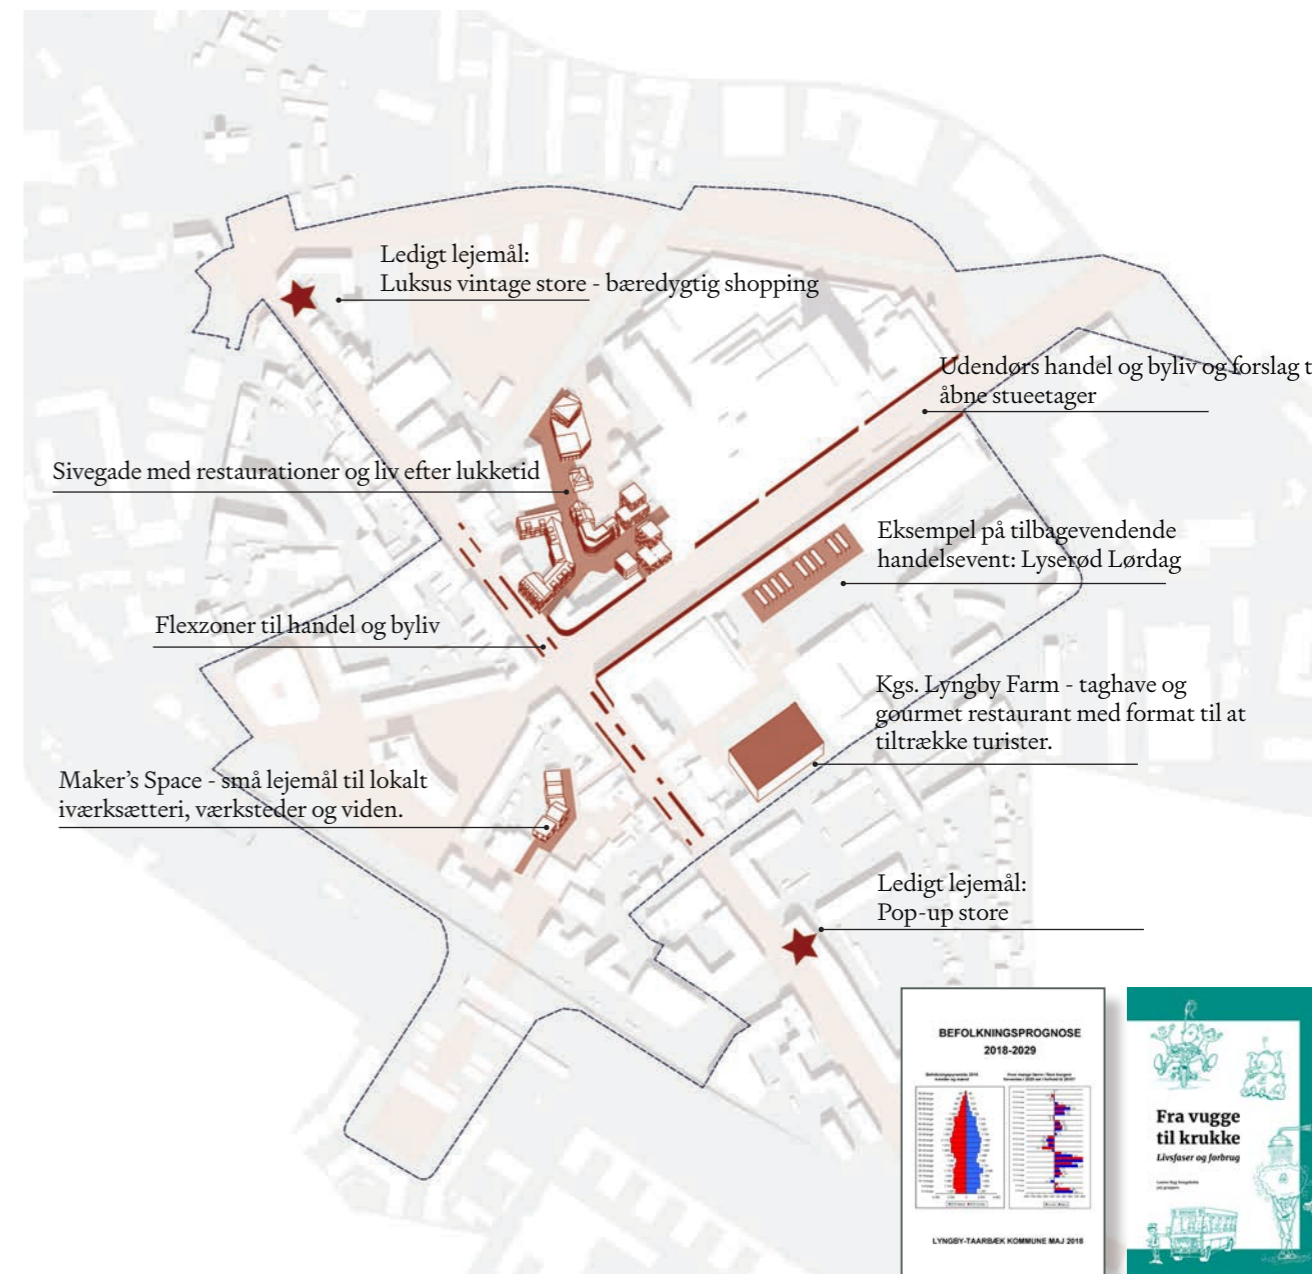 Ledigt lejemål:
Luksus vintage store - bæredygtig shopping
Udendørs handel og byliv og forslag t
åbne stueetager
Sivegade med restaurationer og liv efter lukketid
Eksempel på tilbagevendende
handelsevent: Lyserød Lørdag
Flexzoner til handel og byliv
Kgs. Lyngby Farm - taghave og
gourmet restaurant med format til at
tiltrække turister.
Maker's Space - små lejemål til lokalt
iværksætteri, værksteder og viden.
Ledigt lejemål:
Pop-up store
BEFOLKNINGSPROGNOSE
2018-2029
LYNGBY-TAARBÆK KOMMUNE MAJ 2018
Fra vugge
til krukke
Livsfaser og forbrug